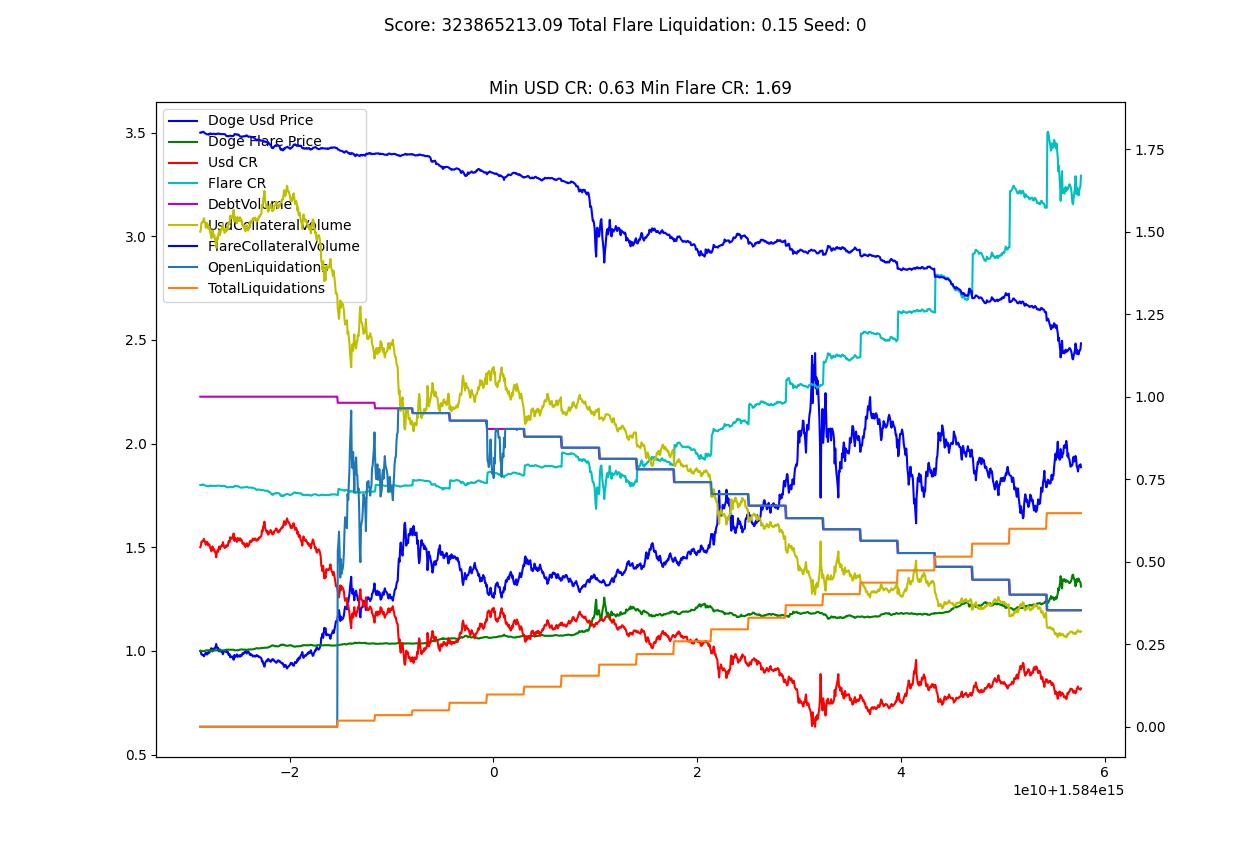 Score: 323865213.09 Total Flare Liquidation: 0.15 Seed: 0
Min USD CR: 0.63 Min Flare CR: 1.69
Doge Usd Price
Doge Flare Price
Usd CR
Flare CR
DebtVolume
UsdCollateralVolume
FlareCollateralVolume
OpenLiquidations
TotalLiquidations
3.5
3.0
2.5
2.0
1.5
1.0
0.5
1.75
1.50
1.25
1.00
0.75
0.50
0.25
0.00
−2
0
2
4
6
1e10+1.584e15